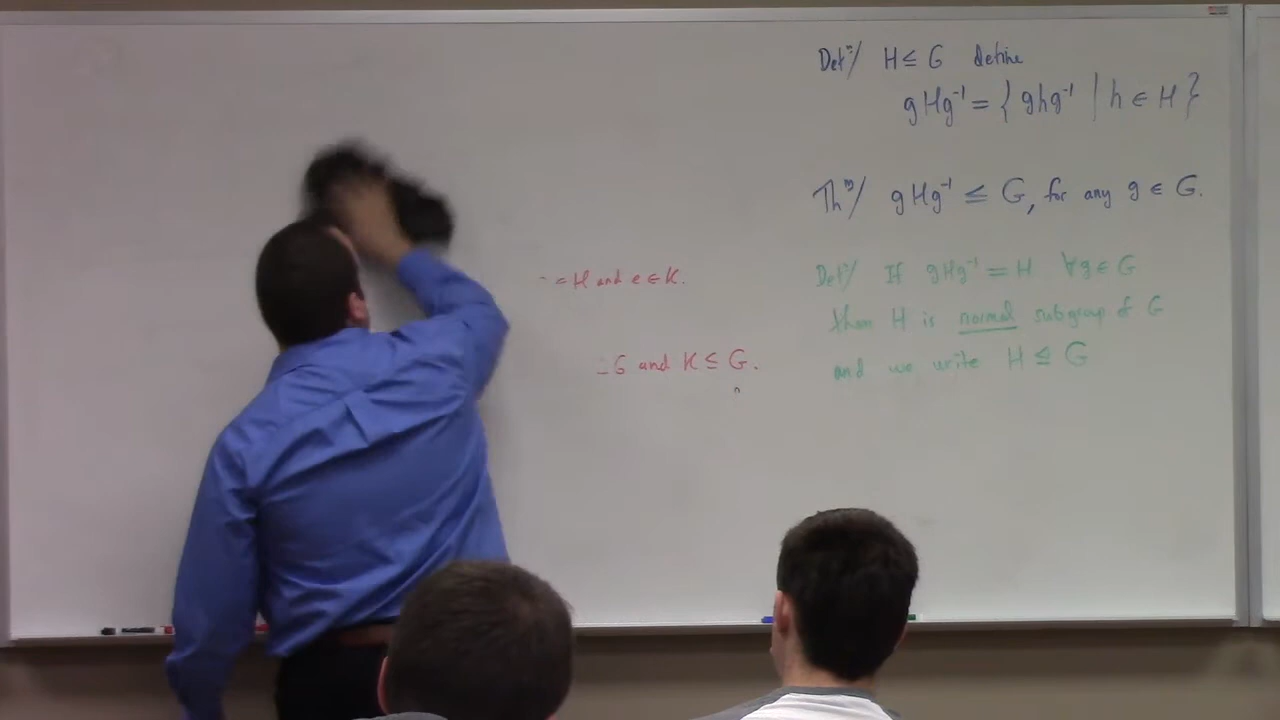 = H and e ∈ K.
= G and K ≤ G.
Defⁿ/ H ≤ G define
gHg⁻¹ = { ghg⁻¹ | h ∈ H }
Thᵐ/ gHg⁻¹ ≤ G, for any g ∈ G.
Defⁿ/ If gHg⁻¹ = H ∀g ∈ G
then H is normal subgroup of G
and we write H ⊴ G